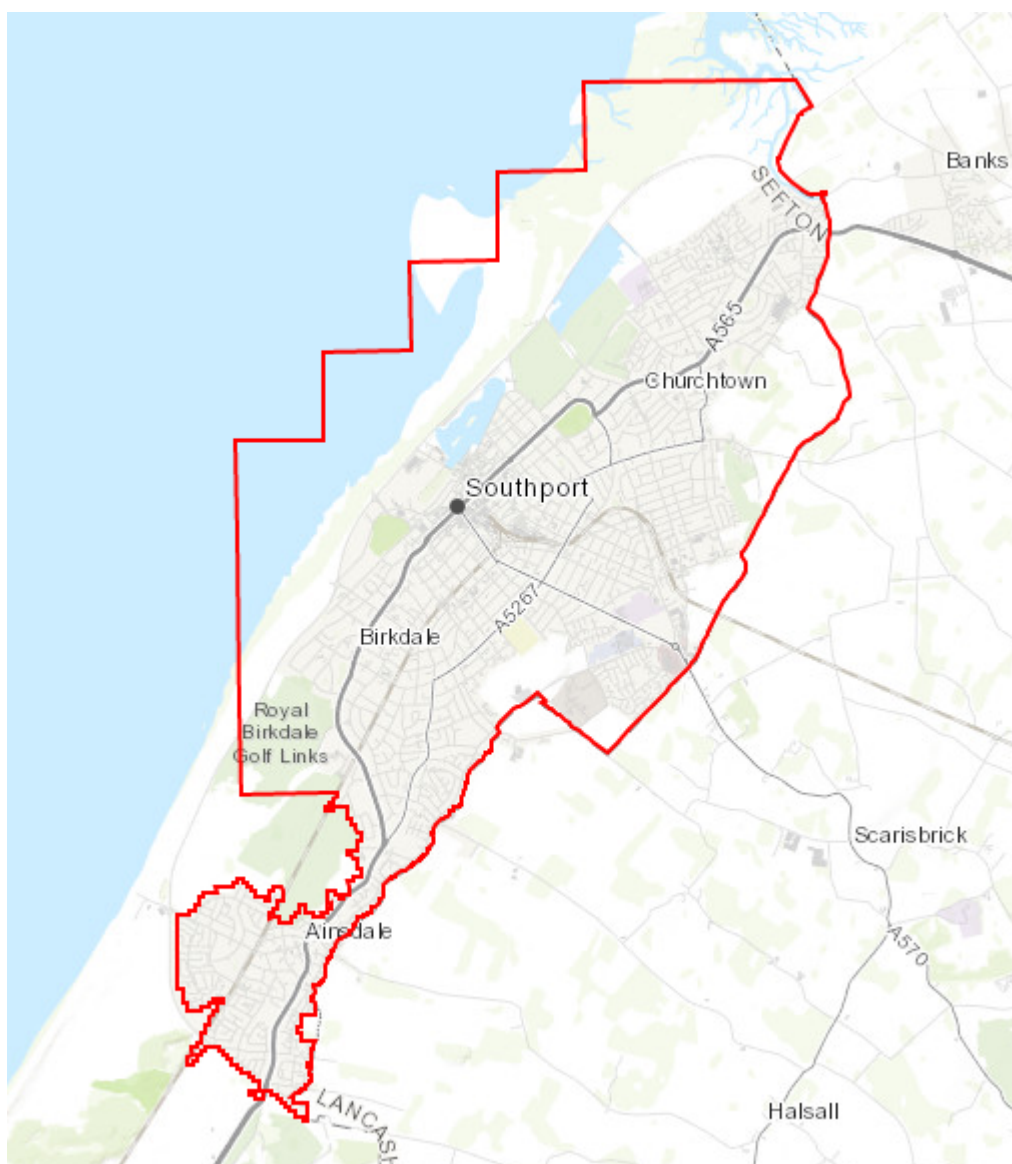 Banks
SEFTON
A565
Churchtown
Southport
A5267
Birkdale
Royal
Birkdale
Golf Links
Scarisbrick
Ainsdale
A570
LANCASH
Halsall